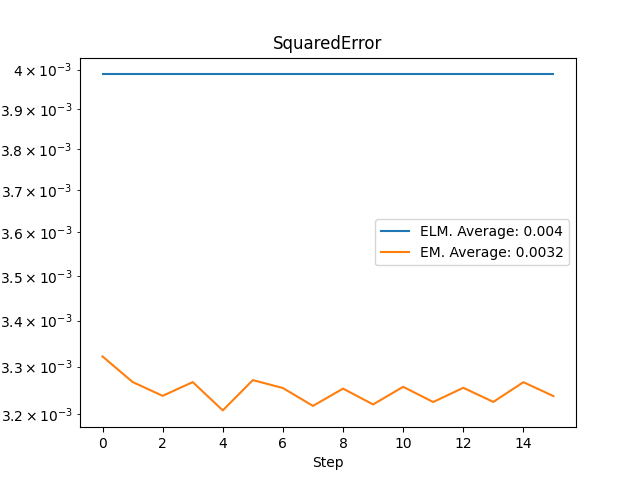 SquaredError
4 × 10⁻³
3.9 × 10⁻³
3.8 × 10⁻³
3.7 × 10⁻³
3.6 × 10⁻³
3.5 × 10⁻³
3.4 × 10⁻³
3.3 × 10⁻³
3.2 × 10⁻³
ELM. Average: 0.004
EM. Average: 0.0032
0 2 4 6 8 10 12 14
Step